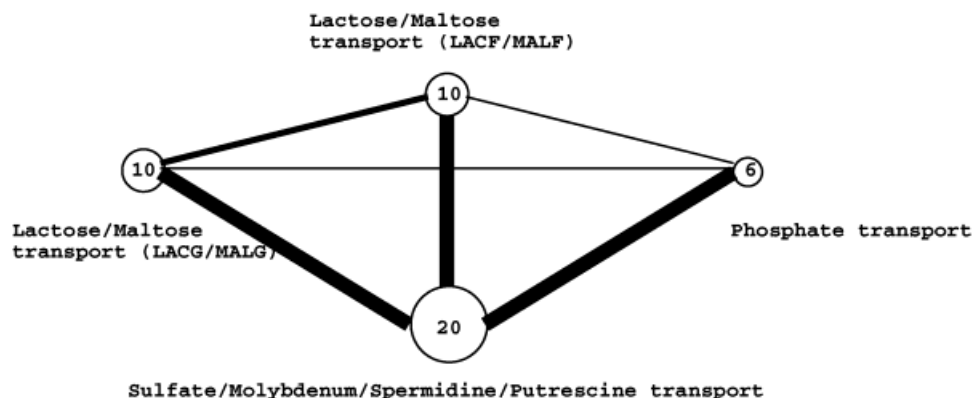 Lactose/Maltose
transport (LACF/MALF)
10
10
6
Lactose/Maltose
transport (LACG/MALG)
Phosphate transport
20
Sulfate/Molybdenum/Spermidine/Putrescine transport